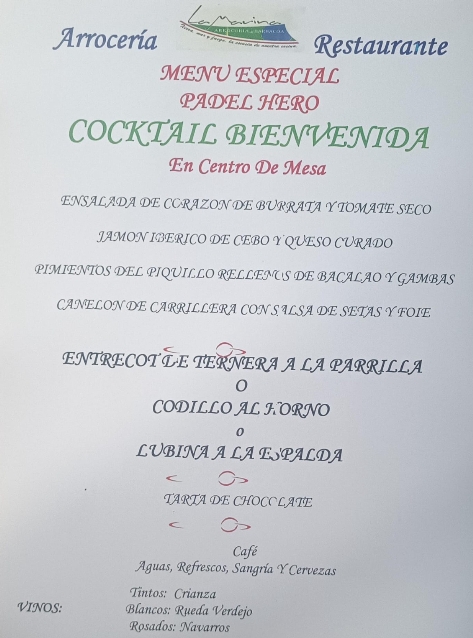 La Marina
Arrocería
Restaurante
MENU ESPECIAL
PADEL HERO
COCKTAIL BIENVENIDA
En Centro De Mesa
ENSALADA DE CORAZON DE BURRATA Y TOMATE SECO
JAMON IBERICO DE CEBO Y QUESO CURADO
PIMIENTOS DEL PIQUILLO RELLENOS DE BACALAO Y GAMBAS
CANELON DE CARRILLERA CON SALSA DE SETAS Y FOIE
ENTRECOT DE TERNERA A LA PARRILLA
O
CODILLO AL HORNO
o
LUBINA A LA ESPALDA
TARTA DE CHOCOLATE
Café
Aguas, Refrescos, Sangría Y Cervezas
Tintos: Crianza
VINOS: Blancos: Rueda Verdejo
Rosados: Navarros